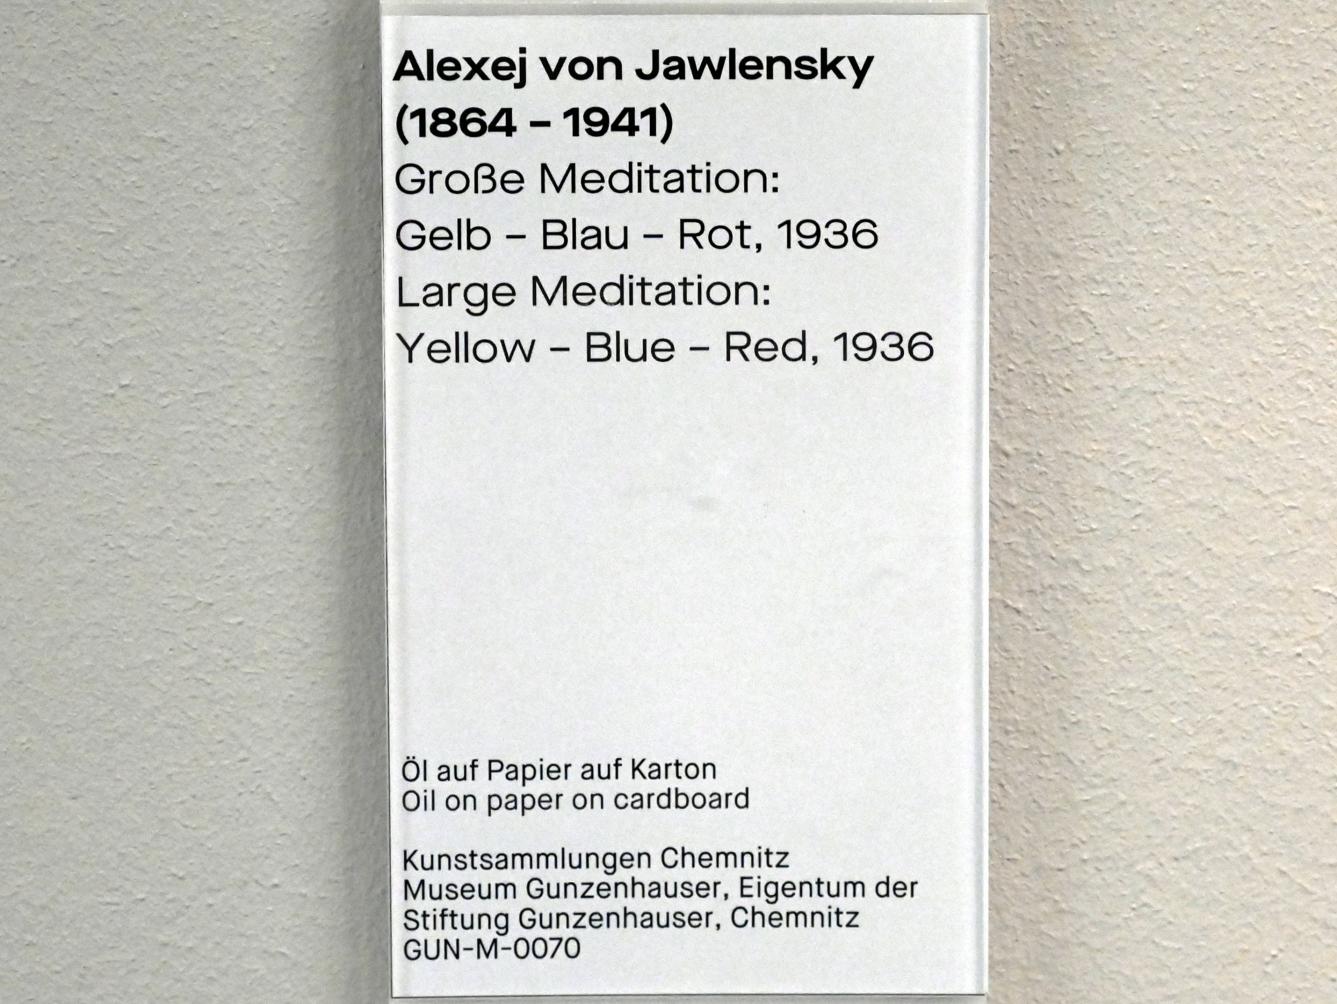 Alexej von Jawlensky
(1864 – 1941)
Große Meditation:
Gelb – Blau – Rot, 1936
Large Meditation:
Yellow – Blue – Red, 1936
Öl auf Papier auf Karton
Oil on paper on cardboard
Kunstsammlungen Chemnitz
Museum Gunzenhauser, Eigentum der
Stiftung Gunzenhauser, Chemnitz
GUN-M-0070